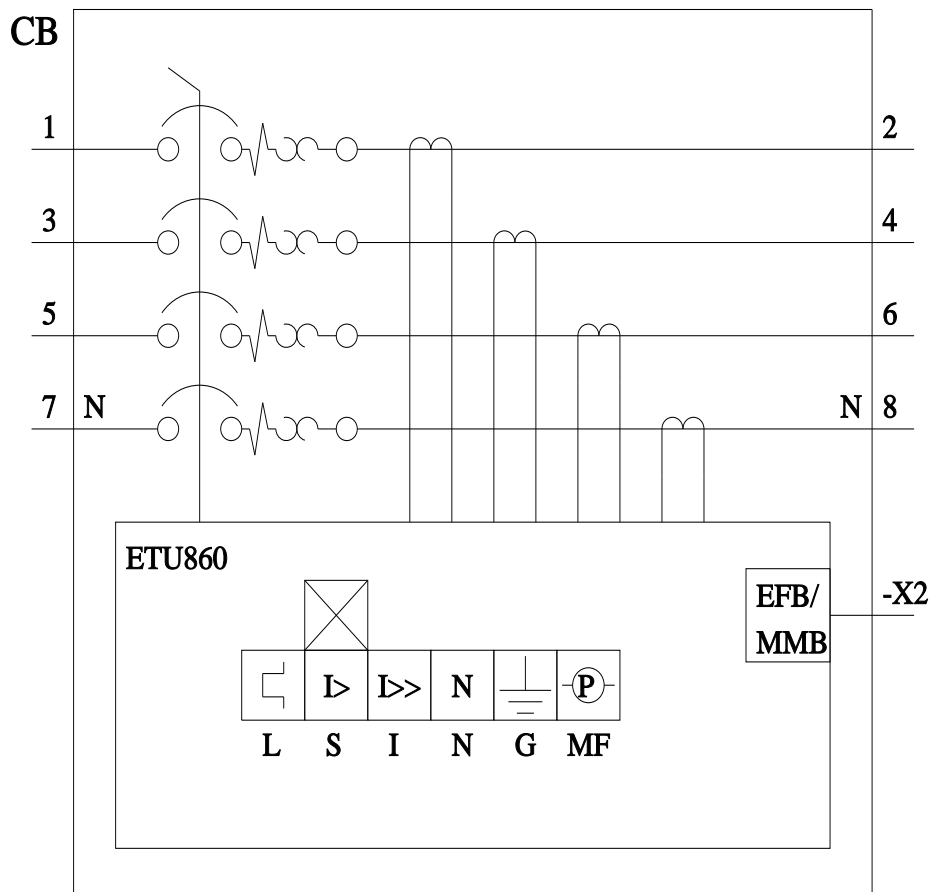 CB
1 2
3 4
5 6
7 N N 8
ETU860
EFB/ -X2
MMB
I> I>> N P
L S I N G MF